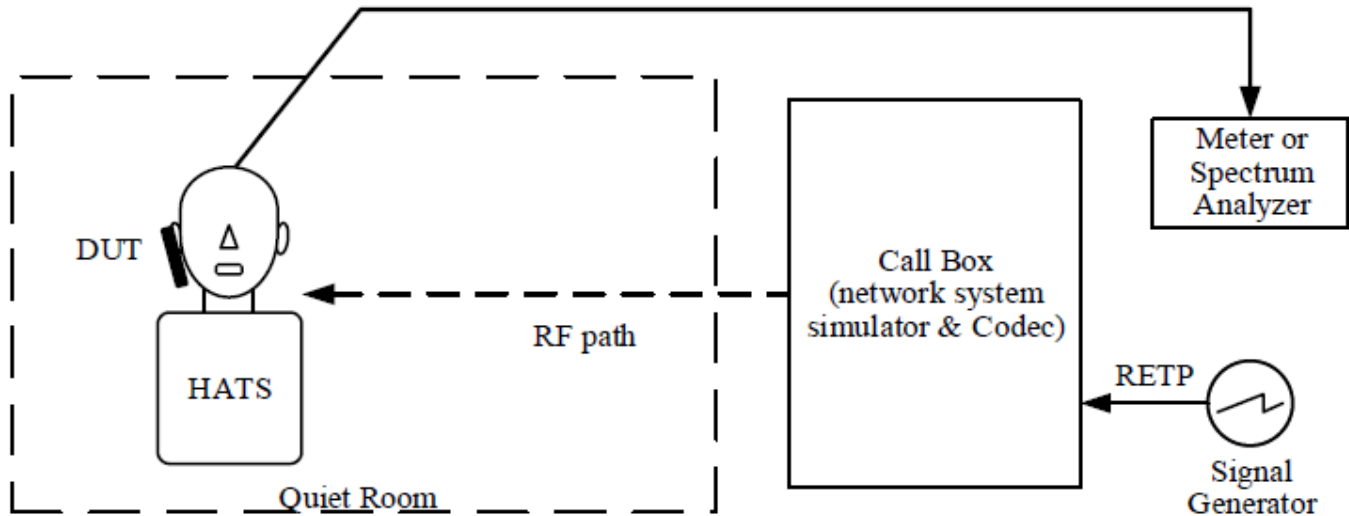 Meter or
Spectrum
Analyzer
DUT
Call Box
(network system
simulator & Codec)
RF path
HATS
RETP
Quiet Room
Signal
Generator